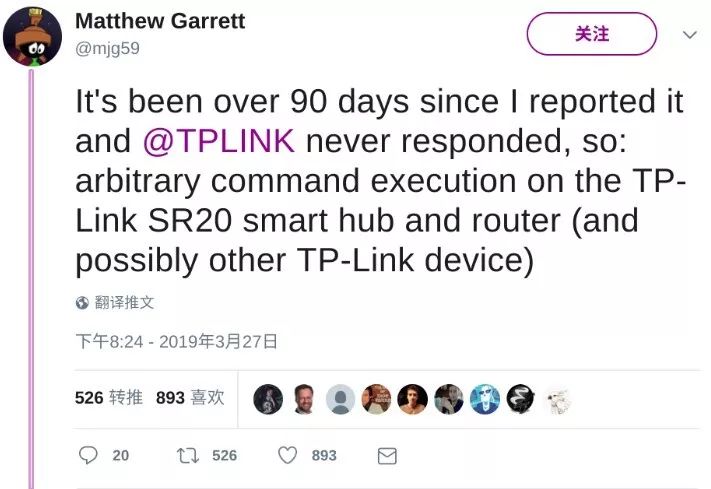 Matthew Garrett
@mjg59
关注
It's been over 90 days since I reported it
and @TPLINK never responded, so:
arbitrary command execution on the TP-
Link SR20 smart hub and router (and
possibly other TP-Link device)
翻译推文
下午8:24 - 2019年3月27日
526 转推 893 喜欢
20 526 893